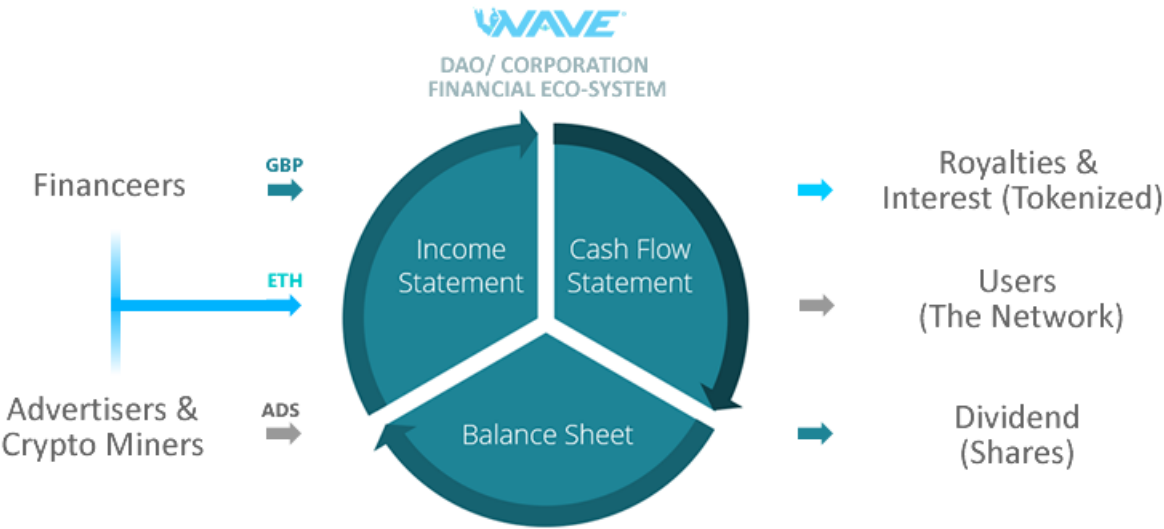 WAVE
DAO/ CORPORATION
FINANCIAL ECO-SYSTEM
Financeers
GBP
Royalties &
Interest (Tokenized)
Income
Statement
Cash Flow
Statement
ETH
Users
(The Network)
Advertisers &
Crypto Miners
ADS
Balance Sheet
Dividend
(Shares)